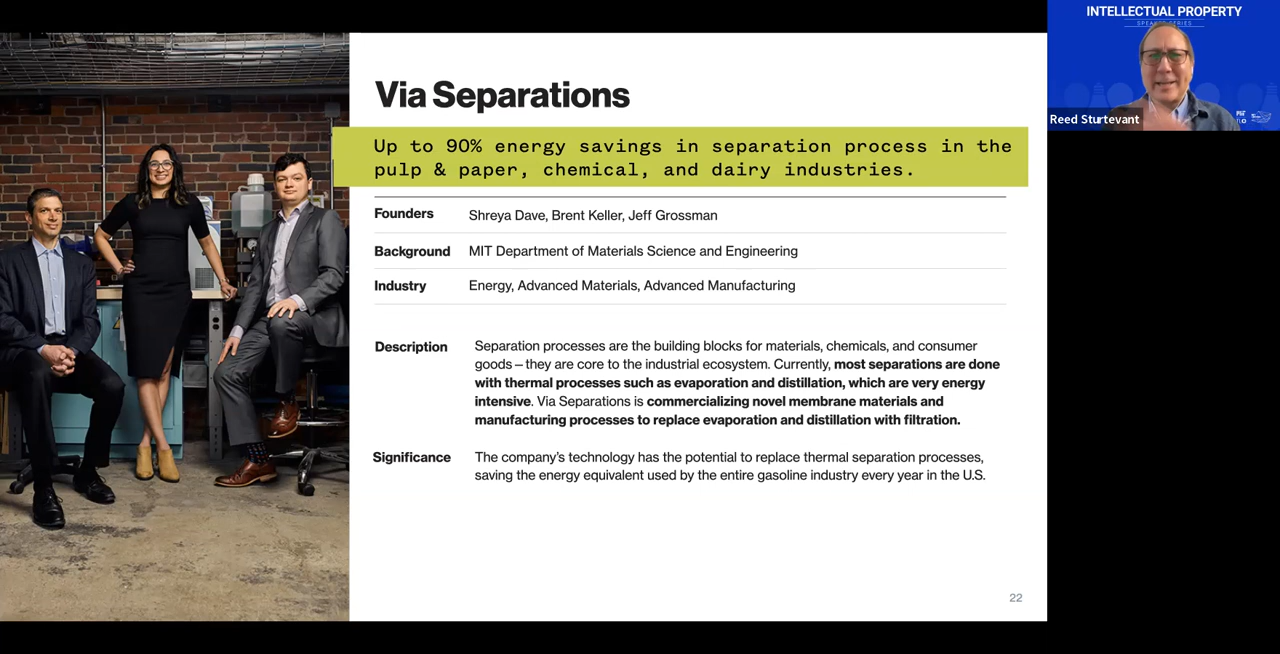 INTELLECTUAL PROPERTY
SPEAKER SERIES
Reed Sturtevant
Via Separations
Up to 90% energy savings in separation process in the
pulp & paper, chemical, and dairy industries.
Founders Shreya Dave, Brent Keller, Jeff Grossman
Background MIT Department of Materials Science and Engineering
Industry Energy, Advanced Materials, Advanced Manufacturing
Description Separation processes are the building blocks for materials, chemicals, and consumer
goods – they are core to the industrial ecosystem. Currently, most separations are done
with thermal processes such as evaporation and distillation, which are very energy
intensive. Via Separations is commercializing novel membrane materials and
manufacturing processes to replace evaporation and distillation with filtration.
Significance The company's technology has the potential to replace thermal separation processes,
saving the energy equivalent used by the entire gasoline industry every year in the U.S.
22